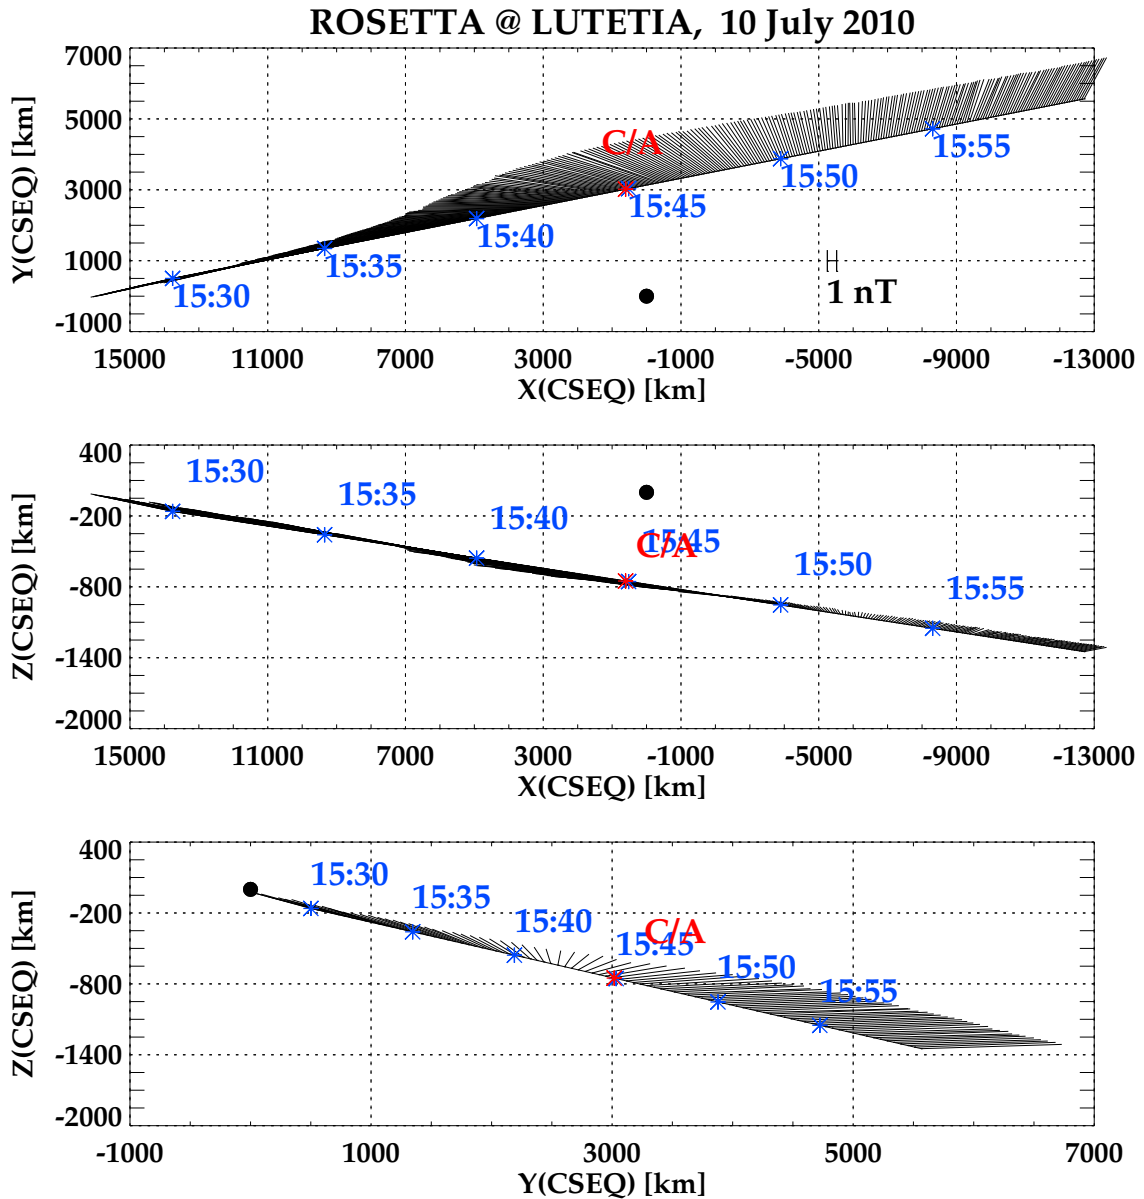 ROSETTA @ LUTETIA, 10 July 2010
7000
5000
3000
1000
-1000
Y(CSEQ) [km]
C/A
15:30
15:35
15:40
15:45
15:50
15:55
1 nT
15000 11000 7000 3000 -1000 -5000 -9000 -13000
X(CSEQ) [km]
400
-200
-800
-1400
-2000
Z(CSEQ) [km]
15:30
15:35
15:40
15:45
C/A
15:50
15:55
15000 11000 7000 3000 -1000 -5000 -9000 -13000
X(CSEQ) [km]
400
-200
-800
-1400
-2000
Z(CSEQ) [km]
15:30
15:35
15:40
15:45
C/A
15:50
15:55
-1000 1000 3000 5000 7000
Y(CSEQ) [km]